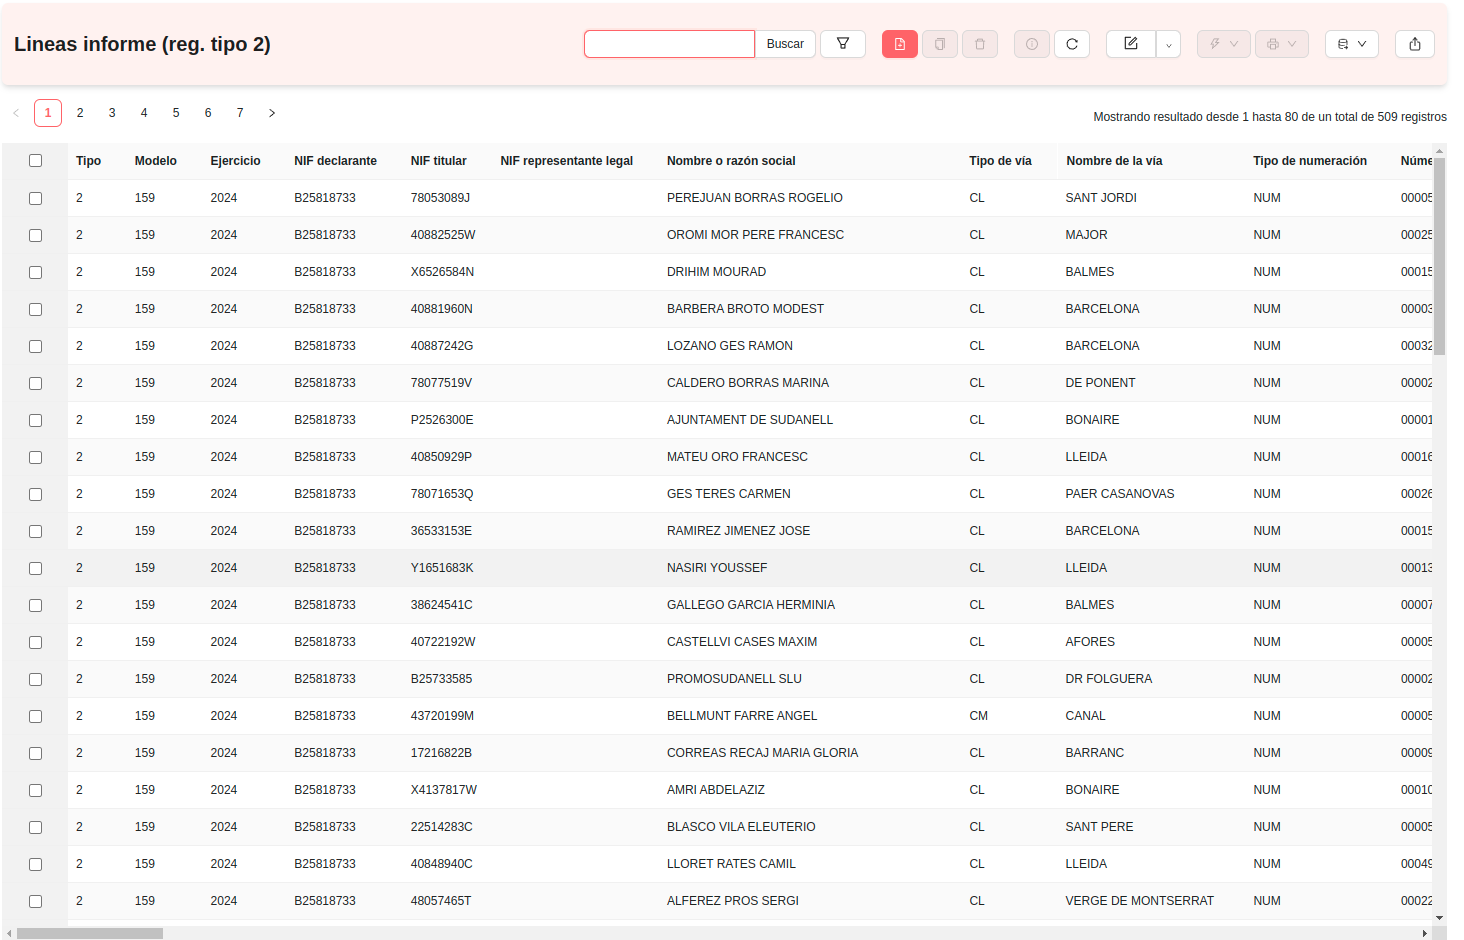 Lineas informe (reg. tipo 2)
Buscar
1 2 3 4 5 6 7
Mostrando resultado desde 1 hasta 80 de un total de 509 registros
Tipo Modelo Ejercicio NIF declarante NIF titular NIF representante legal Nombre o razón social Tipo de vía Nombre de la vía Tipo de numeración Núme
2 159 2024 B25818733 78053089J PEREJUAN BORRAS ROGELIO CL SANT JORDI NUM 00005
2 159 2024 B25818733 40882525W OROMI MOR PERE FRANCESC CL MAJOR NUM 00025
2 159 2024 B25818733 X6526584N DRIHIM MOURAD CL BALMES NUM 00015
2 159 2024 B25818733 40881960N BARBERA BROTO MODEST CL BARCELONA NUM 00003
2 159 2024 B25818733 40887242G LOZANO GES RAMON CL BARCELONA NUM 00032
2 159 2024 B25818733 78077519V CALDERO BORRAS MARINA CL DE PONENT NUM 00002
2 159 2024 B25818733 P2526300E AJUNTAMENT DE SUDANELL CL BONAIRE NUM 00001
2 159 2024 B25818733 40850929P MATEU ORO FRANCESC CL LLEIDA NUM 00016
2 159 2024 B25818733 78071653Q GES TERES CARMEN CL PAER CASANOVAS NUM 00026
2 159 2024 B25818733 36533153E RAMIREZ JIMENEZ JOSE CL BARCELONA NUM 00015
2 159 2024 B25818733 Y1651683K NASIRI YOUSSEF CL LLEIDA NUM 00013
2 159 2024 B25818733 38624541C GALLEGO GARCIA HERMINIA CL BALMES NUM 00007
2 159 2024 B25818733 40722192W CASTELLVI CASES MAXIM CL AFORES NUM 00005
2 159 2024 B25818733 B25733585 PROMOSUDANELL SLU CL DR FOLGUERA NUM 00002
2 159 2024 B25818733 43720199M BELLMUNT FARRE ANGEL CM CANAL NUM 00005
2 159 2024 B25818733 17216822B CORREAS RECAJ MARIA GLORIA CL BARRANC NUM 00009
2 159 2024 B25818733 X4137817W AMRI ABDELAZIZ CL BONAIRE NUM 00010
2 159 2024 B25818733 22514283C BLASCO VILA ELEUTERIO CL SANT PERE NUM 00005
2 159 2024 B25818733 40848940C LLORET RATES CAMIL CL LLEIDA NUM 00049
2 159 2024 B25818733 48057465T ALFEREZ PROS SERGI CL VERGE DE MONTSERRAT NUM 00022